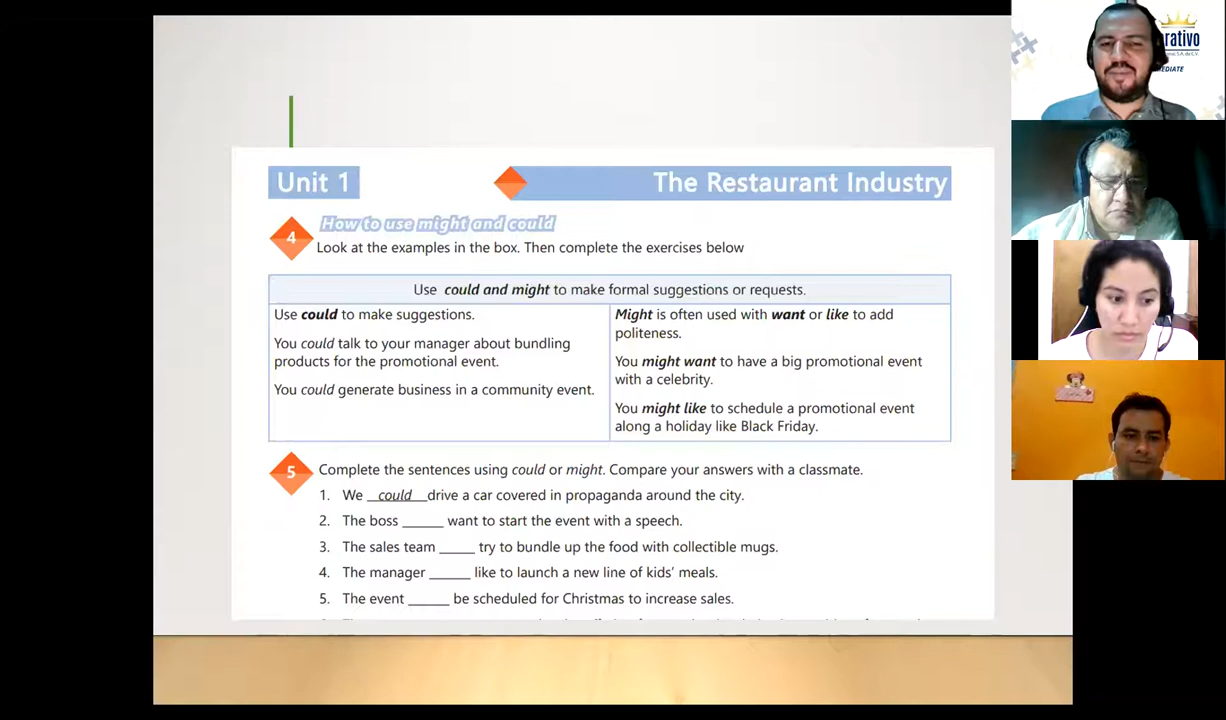 Unit 1
The Restaurant Industry
4
How to use might and could
Look at the examples in the box. Then complete the exercises below
Use could and might to make formal suggestions or requests.
Use could to make suggestions.
You could talk to your manager about bundling
products for the promotional event.
You could generate business in a community event.
Might is often used with want or like to add
politeness.
You might want to have a big promotional event
with a celebrity.
You might like to schedule a promotional event
along a holiday like Black Friday.
5
Complete the sentences using could or might. Compare your answers with a classmate.
1. We __could__drive a car covered in propaganda around the city.
2. The boss ______ want to start the event with a speech.
3. The sales team _____ try to bundle up the food with collectible mugs.
4. The manager ______ like to launch a new line of kids’ meals.
5. The event ______ be scheduled for Christmas to increase sales.